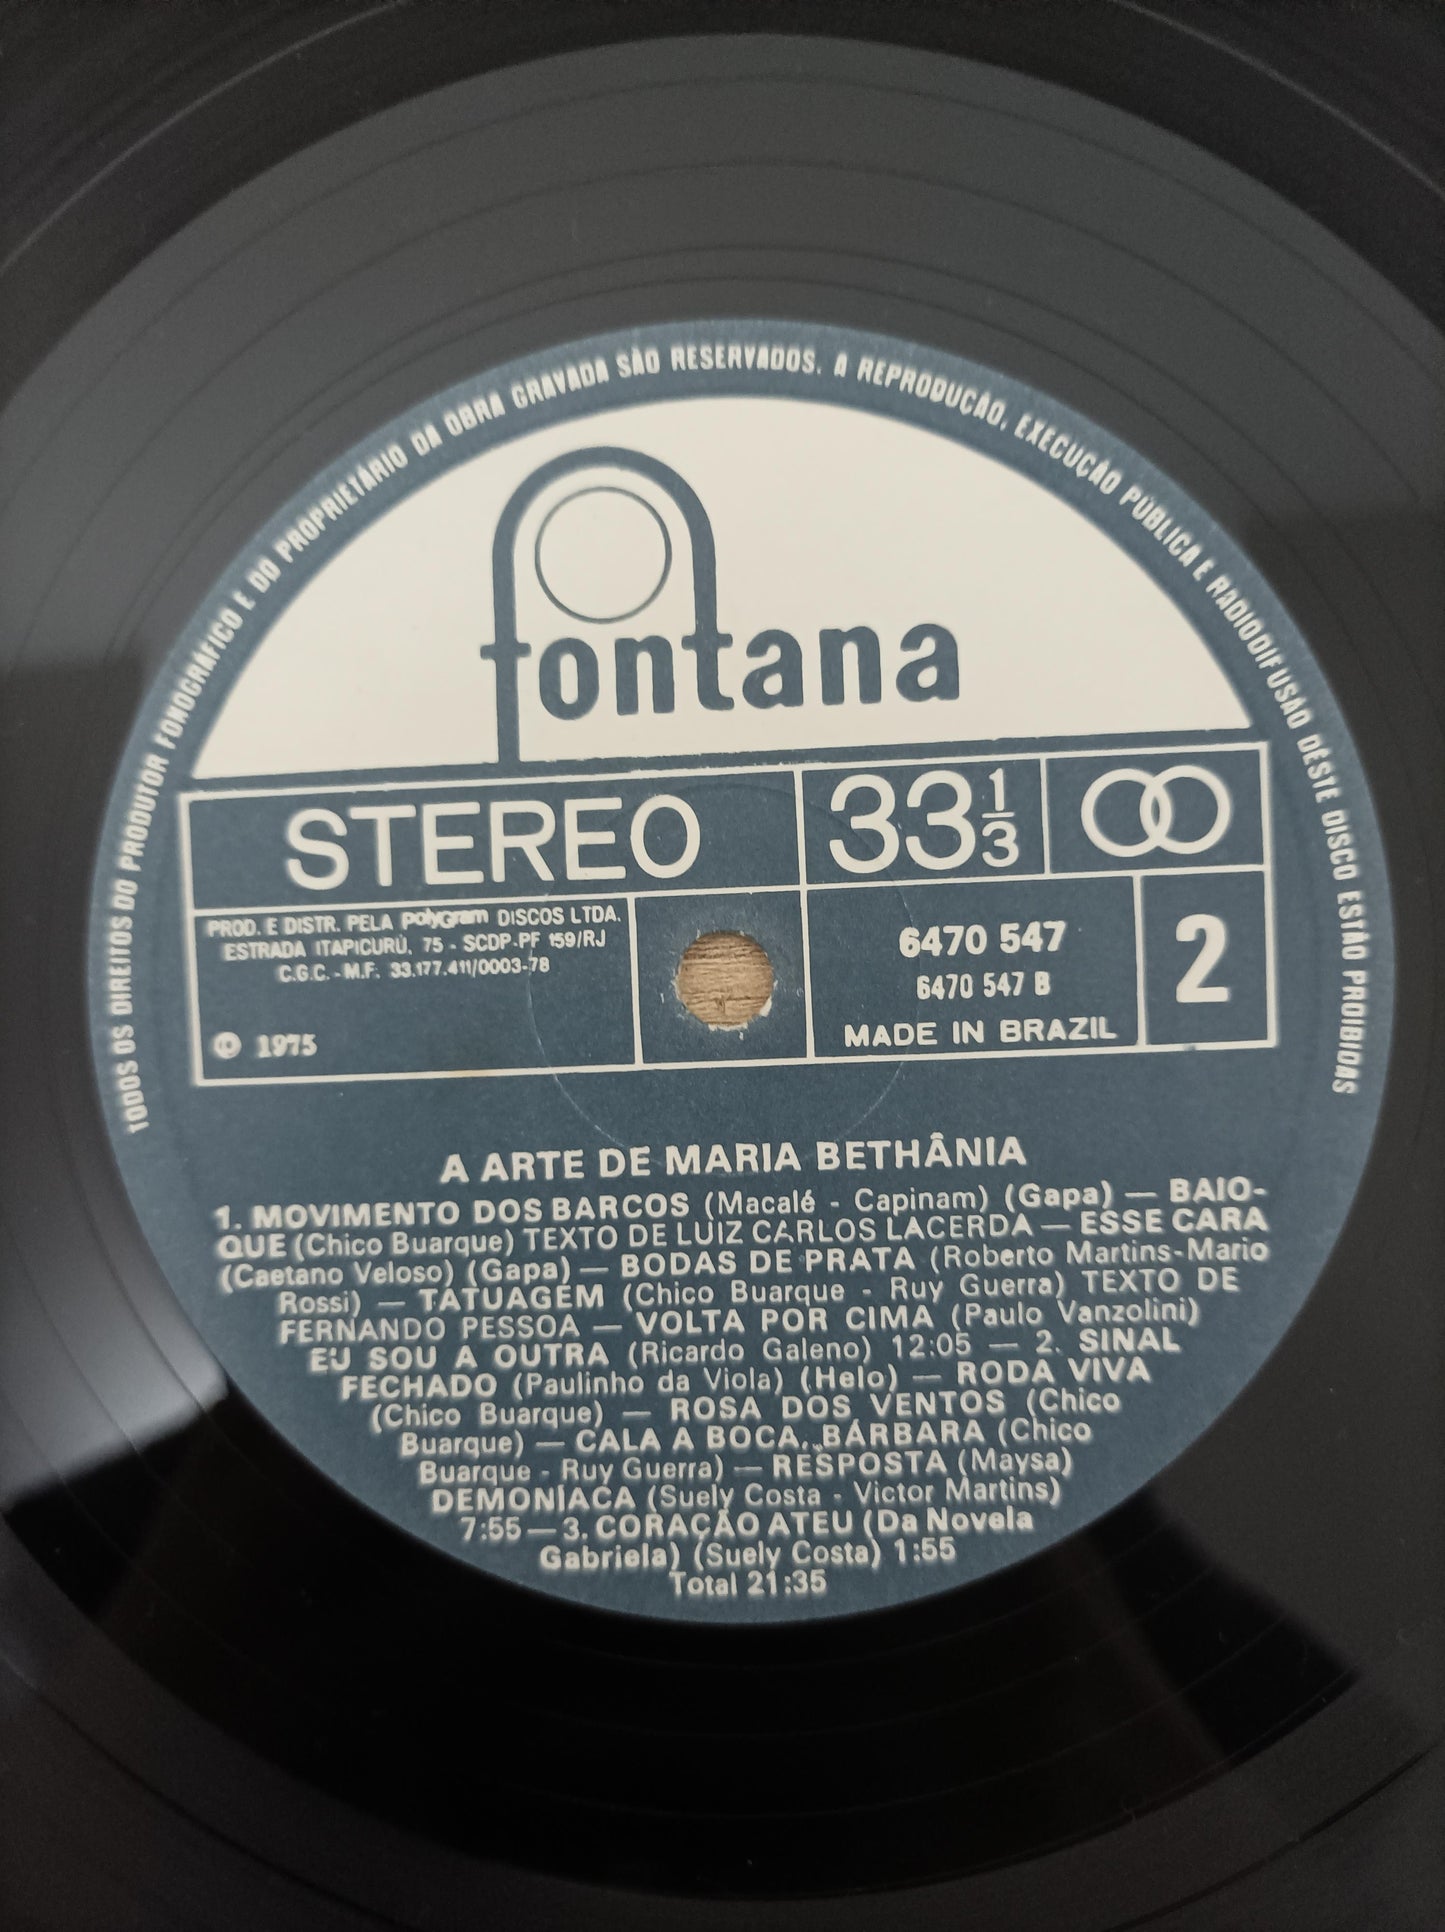 TODOS OS DIREITOS DO PRODUTOR FONOGRÁFICO E DO PROPRIETÁRIO DA OBRA GRAVADA SÃO RESERVADOS. A REPRODUÇÃO, EXECUÇÃO PÚBLICA E RADIODIFUSÃO DÊSTE DISCO ESTÃO PROIBIDAS
fontana
STEREO
33 1/3
PROD. E DISTR. PELA polyGram DISCOS LTDA.
ESTRADA ITAPICURÚ, 75 - SCDP-PF 159/RJ
C.G.C. - M.F. 33.177.411/0003-78
℗ 1975
6470 547
6470 547 B
MADE IN BRAZIL
2
A ARTE DE MARIA BETHÂNIA
1. MOVIMENTO DOS BARCOS (Macalé - Capinam) (Gapa) — BAIO-
QUE (Chico Buarque) TEXTO DE LUIZ CARLOS LACERDA — ESSE CARA
(Caetano Veloso) (Gapa) — BODAS DE PRATA (Roberto Martins-Mario
Rossi) — TATUAGEM (Chico Buarque - Ruy Guerra) TEXTO DE
FERNANDO PESSOA — VOLTA POR CIMA (Paulo Vanzolini)
EU SOU A OUTRA (Ricardo Galeno) 12:05 — 2. SINAL
FECHADO (Paulinho da Viola) (Helo) — RODA VIVA
(Chico Buarque) — ROSA DOS VENTOS (Chico
Buarque) — CALA A BOCA, BÁRBARA (Chico
Buarque - Ruy Guerra) — RESPOSTA (Maysa)
DEMONÍACA (Suely Costa - Victor Martins)
7:55 — 3. CORAÇÃO ATEU (Da Novela
Gabriela) (Suely Costa) 1:55
Total 21:35